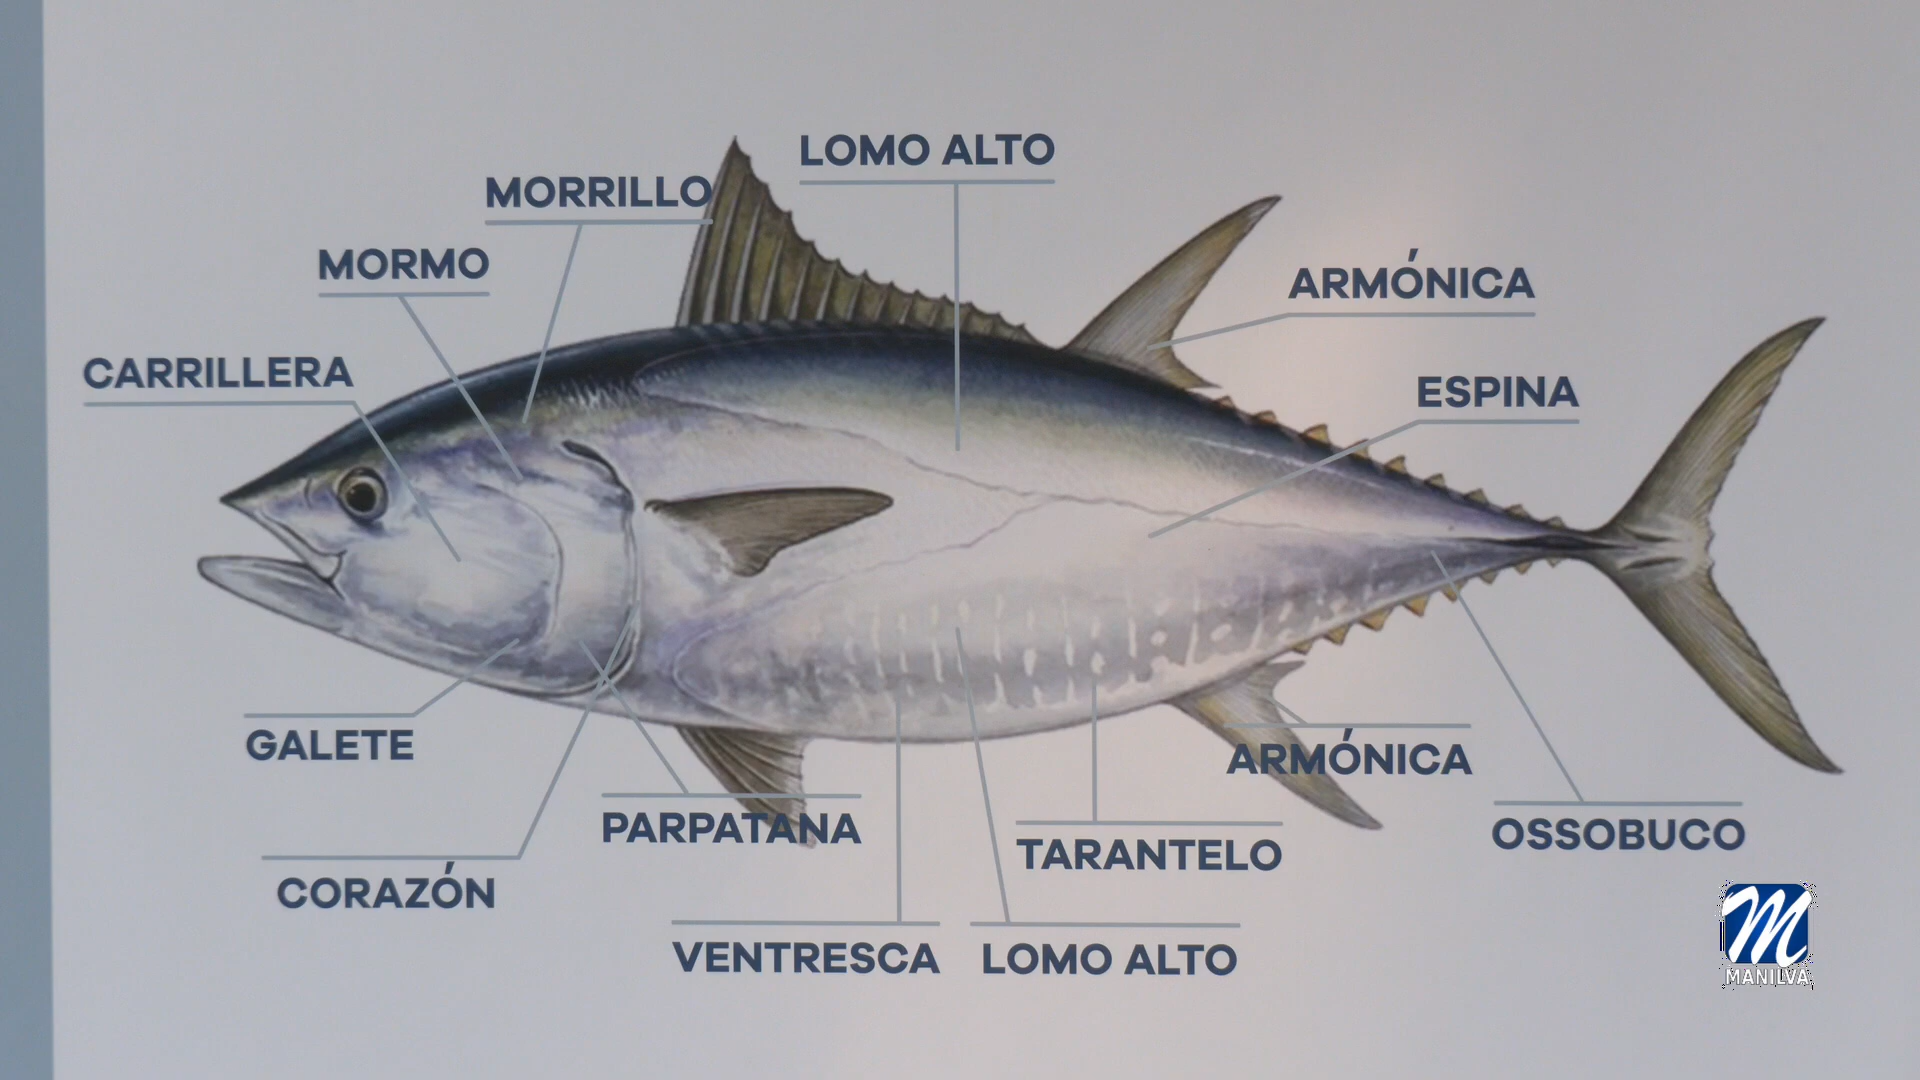 LOMO ALTO
MORRILLO
MORMO
ARMÓNICA
CARRILLERA
ESPINA
GALETE
ARMÓNICA
PARPATANA
TARANTELO
OSSOBUCO
CORAZÓN
VENTRESCA
LOMO ALTO
M
MANILVA